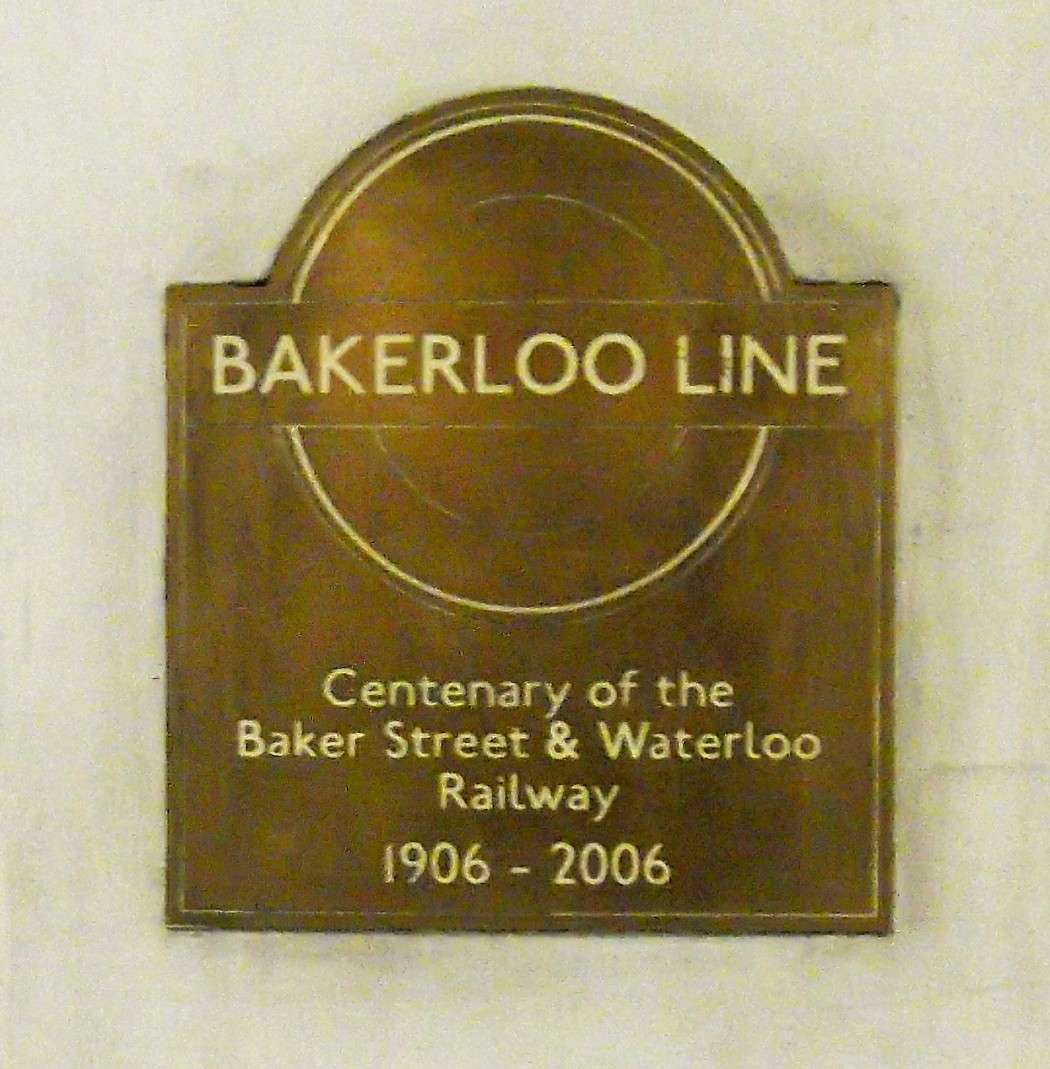 BAKERLOO LINE
Centenary of the
Baker Street & Waterloo
Railway
1906 - 2006